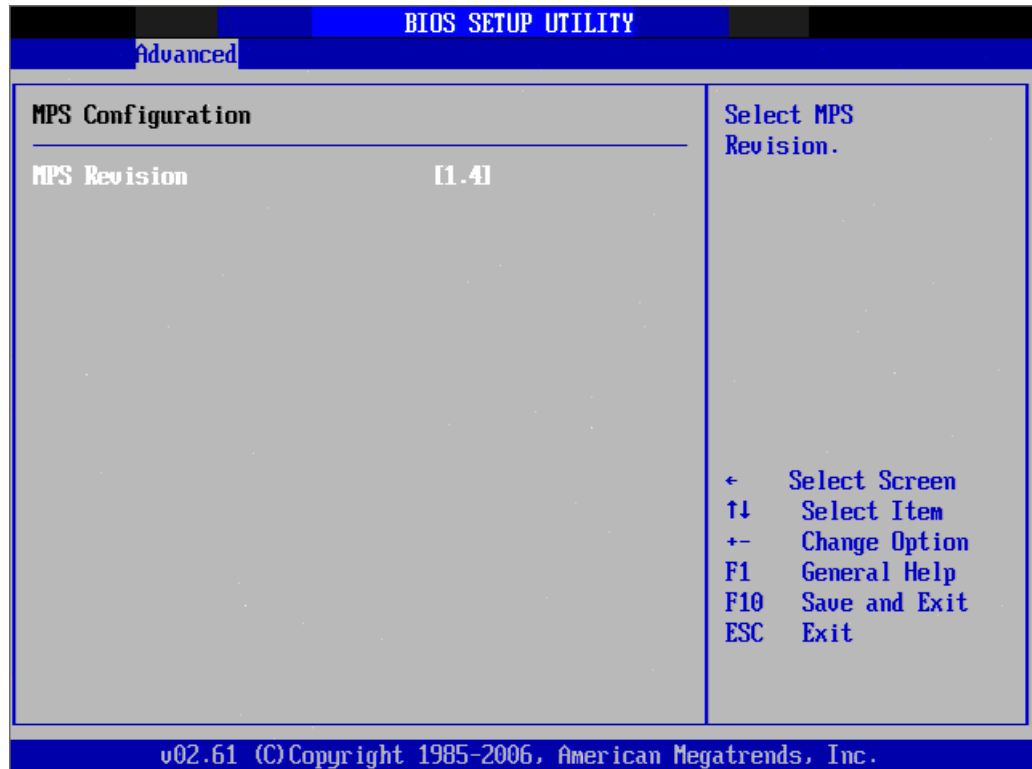 BIOS SETUP UTILITY
Advanced
MPS Configuration
MPS Revision [1.4]
Select MPS
Revision.
← Select Screen
↑↓ Select Item
+- Change Option
F1 General Help
F10 Save and Exit
ESC Exit
v02.61 (C)Copyright 1985-2006, American Megatrends, Inc.